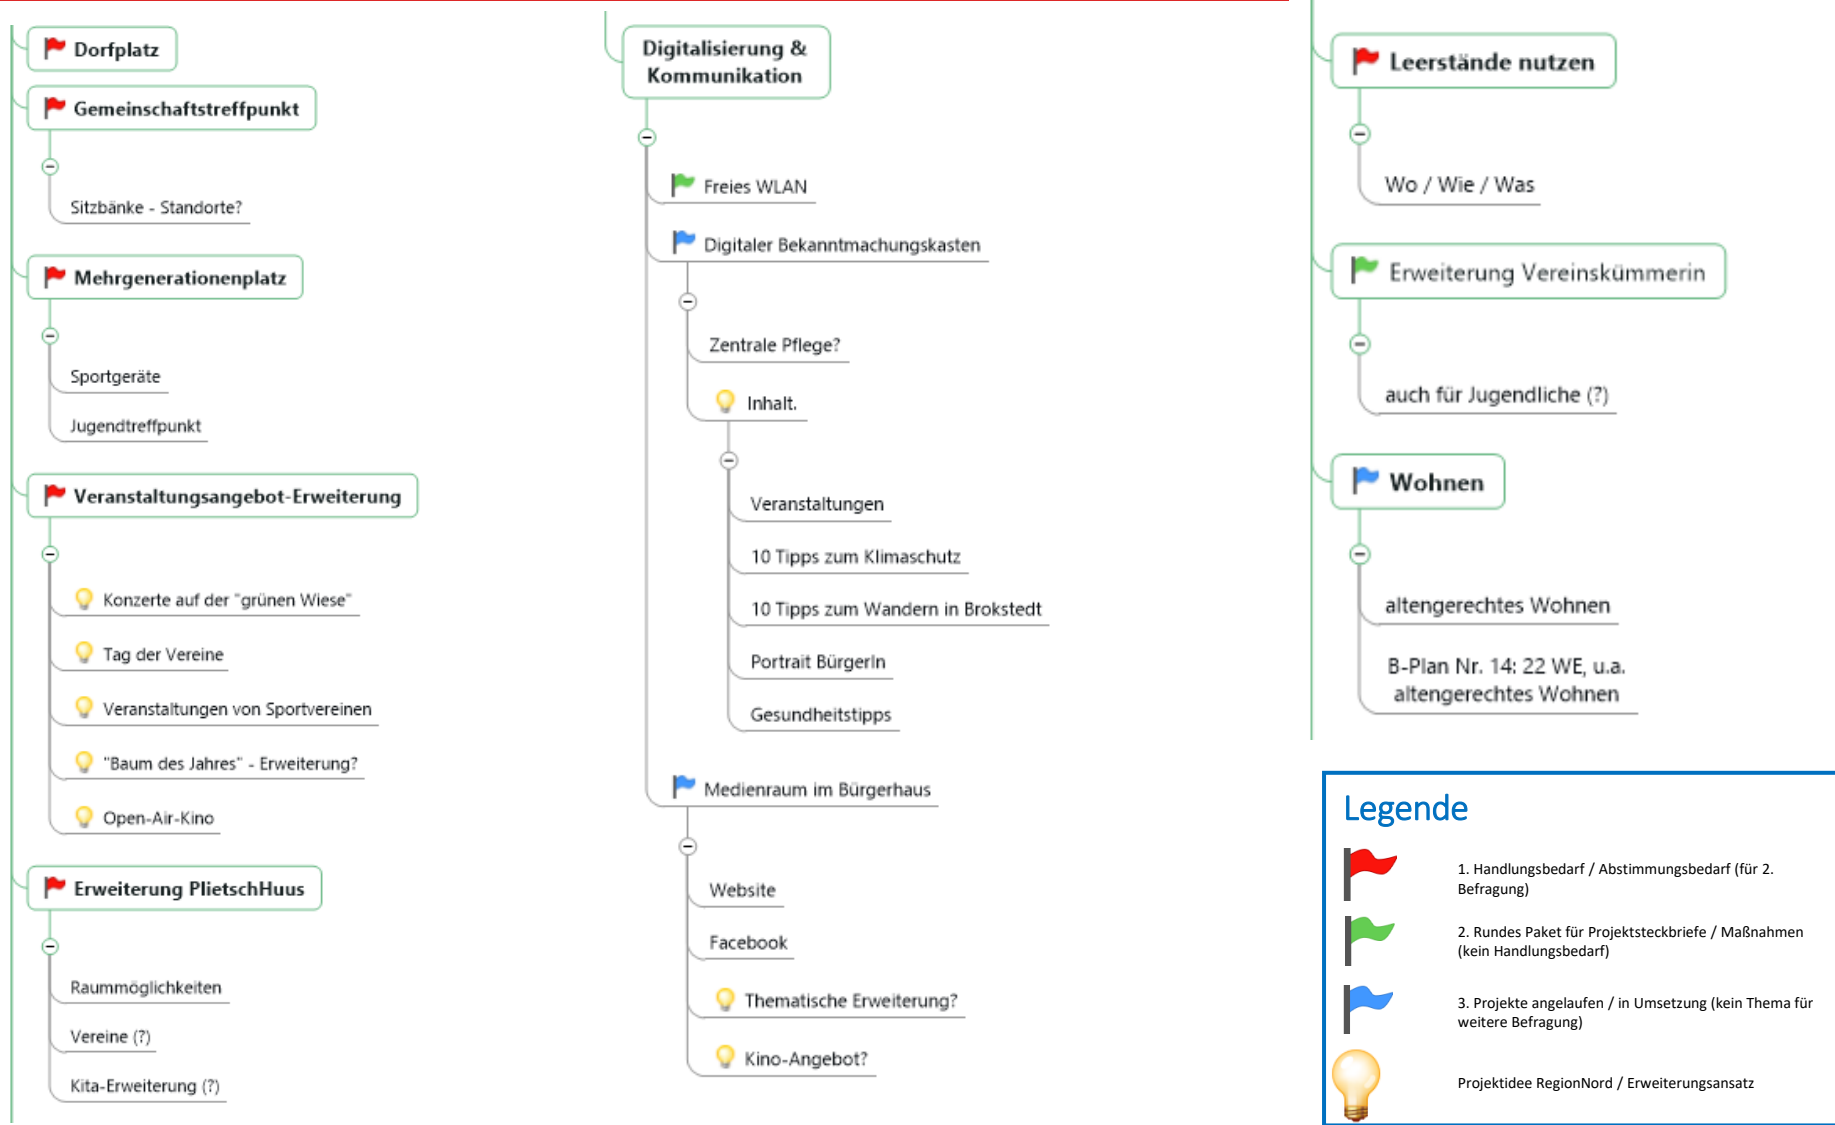 Dorfplatz
Gemeinschaftstreffpunkt
Sitzbänke - Standorte?
Mehrgenerationenplatz
Sportgeräte
Jugendtreffpunkt
Veranstaltungsangebot-Erweiterung
Konzerte auf der "grünen Wiese"
Tag der Vereine
Veranstaltungen von Sportvereinen
"Baum des Jahres" - Erweiterung?
Open-Air-Kino
Erweiterung PlietschHuus
Raummöglichkeiten
Vereine (?)
Kita-Erweiterung (?)
Digitalisierung &
Kommunikation
Freies WLAN
Digitaler Bekanntmachungskasten
Zentrale Pflege?
Inhalt.
Veranstaltungen
10 Tipps zum Klimaschutz
10 Tipps zum Wandern in Brokstedt
Portrait BürgerIn
Gesundheitstipps
Medienraum im Bürgerhaus
Website
Facebook
Thematische Erweiterung?
Kino-Angebot?
Leerstände nutzen
Wo / Wie / Was
Erweiterung Vereinskümmerin
auch für Jugendliche (?)
Wohnen
altengerechtes Wohnen
B-Plan Nr. 14: 22 WE, u.a.
altengerechtes Wohnen
Legende
1. Handlungsbedarf / Abstimmungsbedarf (für 2.
Befragung)
2. Rundes Paket für Projektsteckbriefe / Maßnahmen
(kein Handlungsbedarf)
3. Projekte angelaufen / in Umsetzung (kein Thema für
weitere Befragung)
Projektidee RegionNord / Erweiterungsansatz